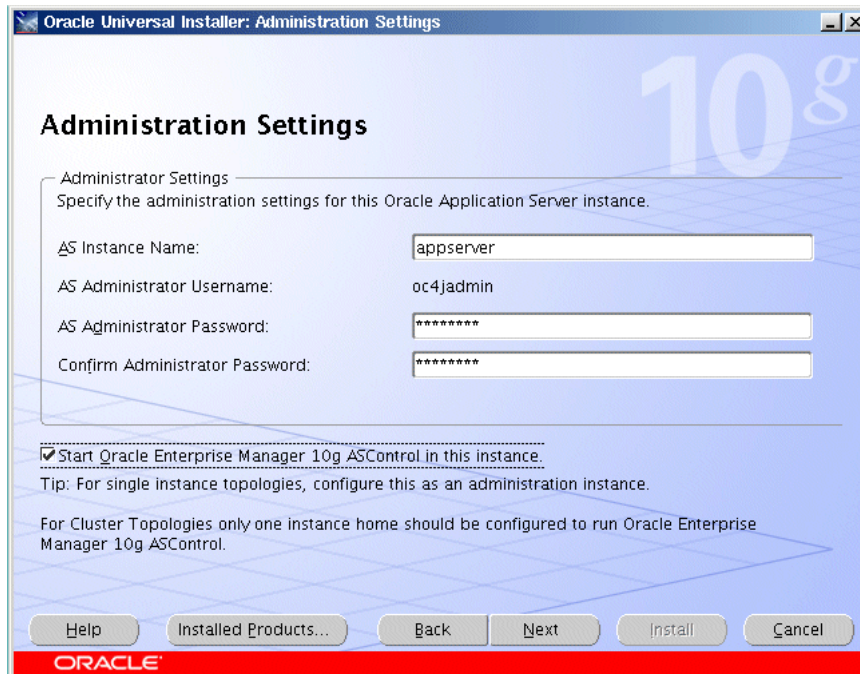 Oracle Universal Installer: Administration Settings
10g
Administration Settings
Administrator Settings
Specify the administration settings for this Oracle Application Server instance.
AS Instance Name: appserver
AS Administrator Username: oc4jadmin
AS Administrator Password: ********
Confirm Administrator Password: ********
Start Oracle Enterprise Manager 10g ASControl in this instance.
Tip: For single instance topologies, configure this as an administration instance.
For Cluster Topologies only one instance home should be configured to run Oracle Enterprise
Manager 10g ASControl.
Help Installed Products... Back Next Install Cancel
ORACLE